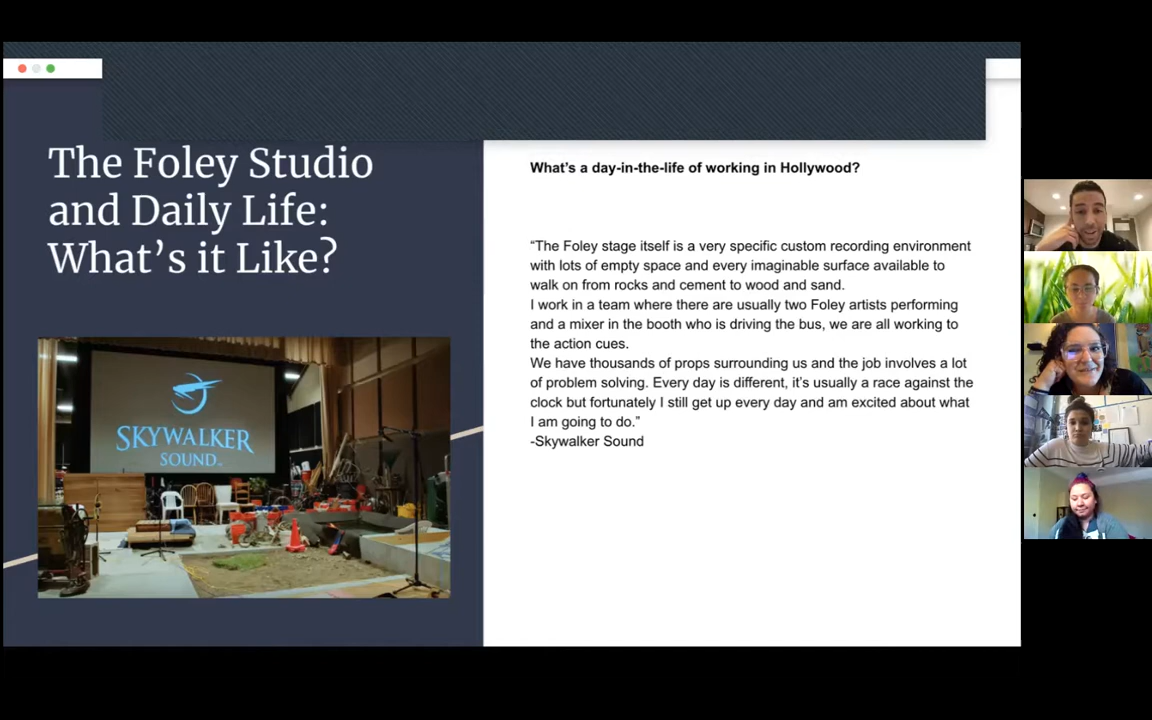 The Foley Studio
and Daily Life:
What's it Like?
SKYWALKER
SOUND™
What's a day-in-the-life of working in Hollywood?
“The Foley stage itself is a very specific custom recording environment
with lots of empty space and every imaginable surface available to
walk on from rocks and cement to wood and sand.
I work in a team where there are usually two Foley artists performing
and a mixer in the booth who is driving the bus, we are all working to
the action cues.
We have thousands of props surrounding us and the job involves a lot
of problem solving. Every day is different, it's usually a race against the
clock but fortunately I still get up every day and am excited about what
I am going to do.”
-Skywalker Sound